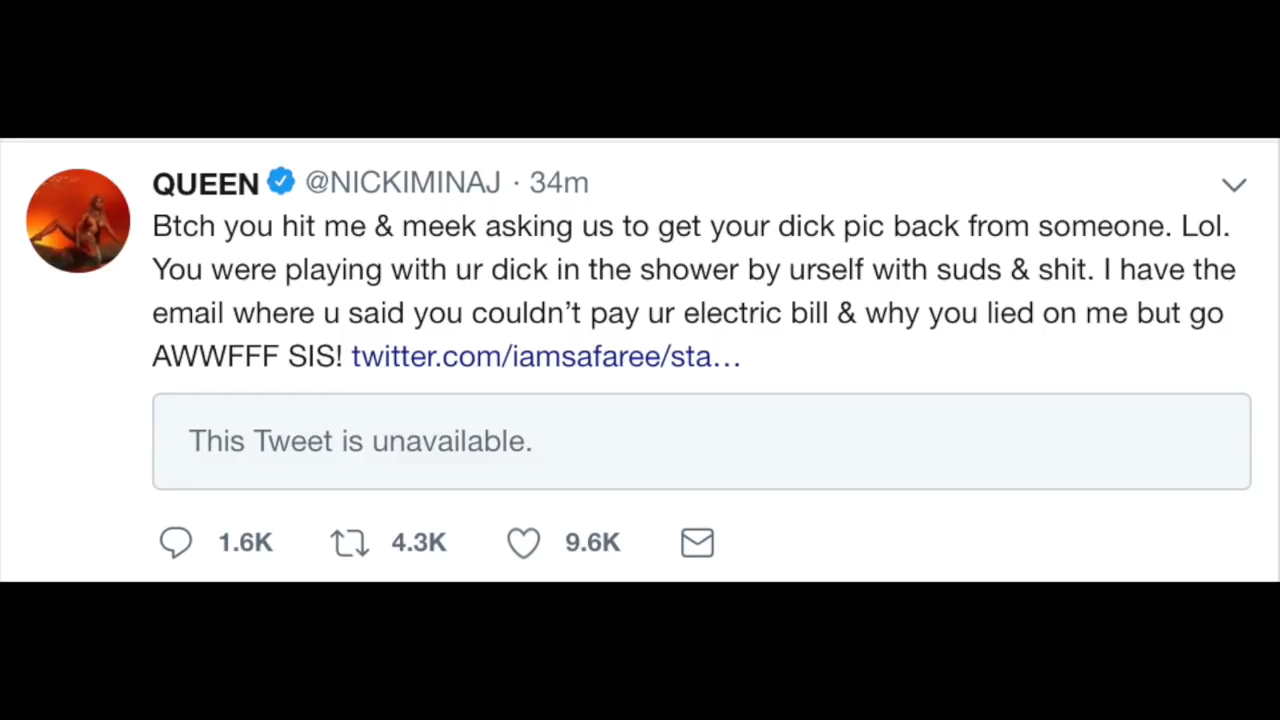 QUEEN @NICKIMINAJ · 34m
Btch you hit me & meek asking us to get your dick pic back from someone. Lol.
You were playing with ur dick in the shower by urself with suds & shit. I have the
email where u said you couldn’t pay ur electric bill & why you lied on me but go
AWWFFF SIS! twitter.com/iamsafaree/sta…
This Tweet is unavailable.
1.6K 4.3K 9.6K